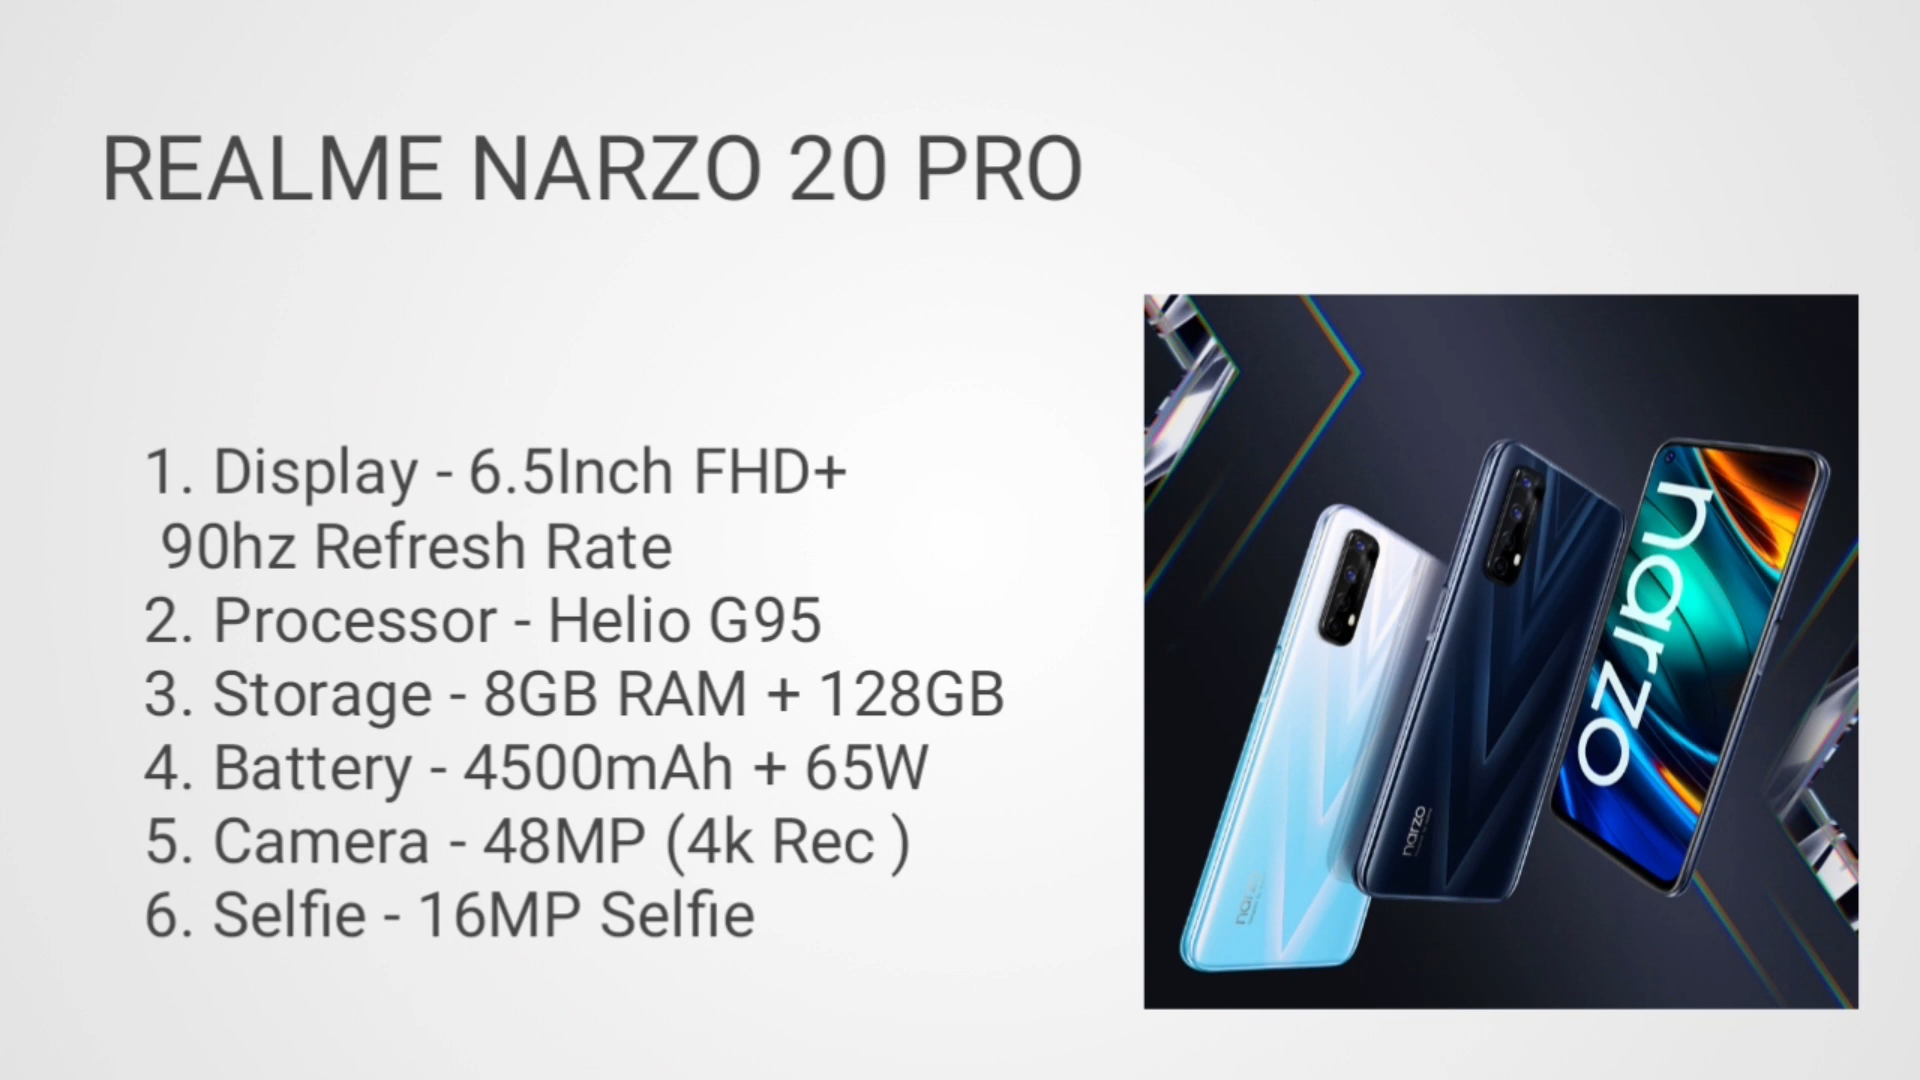 REALME NARZO 20 PRO
1. Display - 6.5Inch FHD+
90hz Refresh Rate
2. Processor - Helio G95
3. Storage - 8GB RAM + 128GB
4. Battery - 4500mAh + 65W
5. Camera - 48MP (4k Rec )
6. Selfie - 16MP Selfie
narzo
narzo
narzo